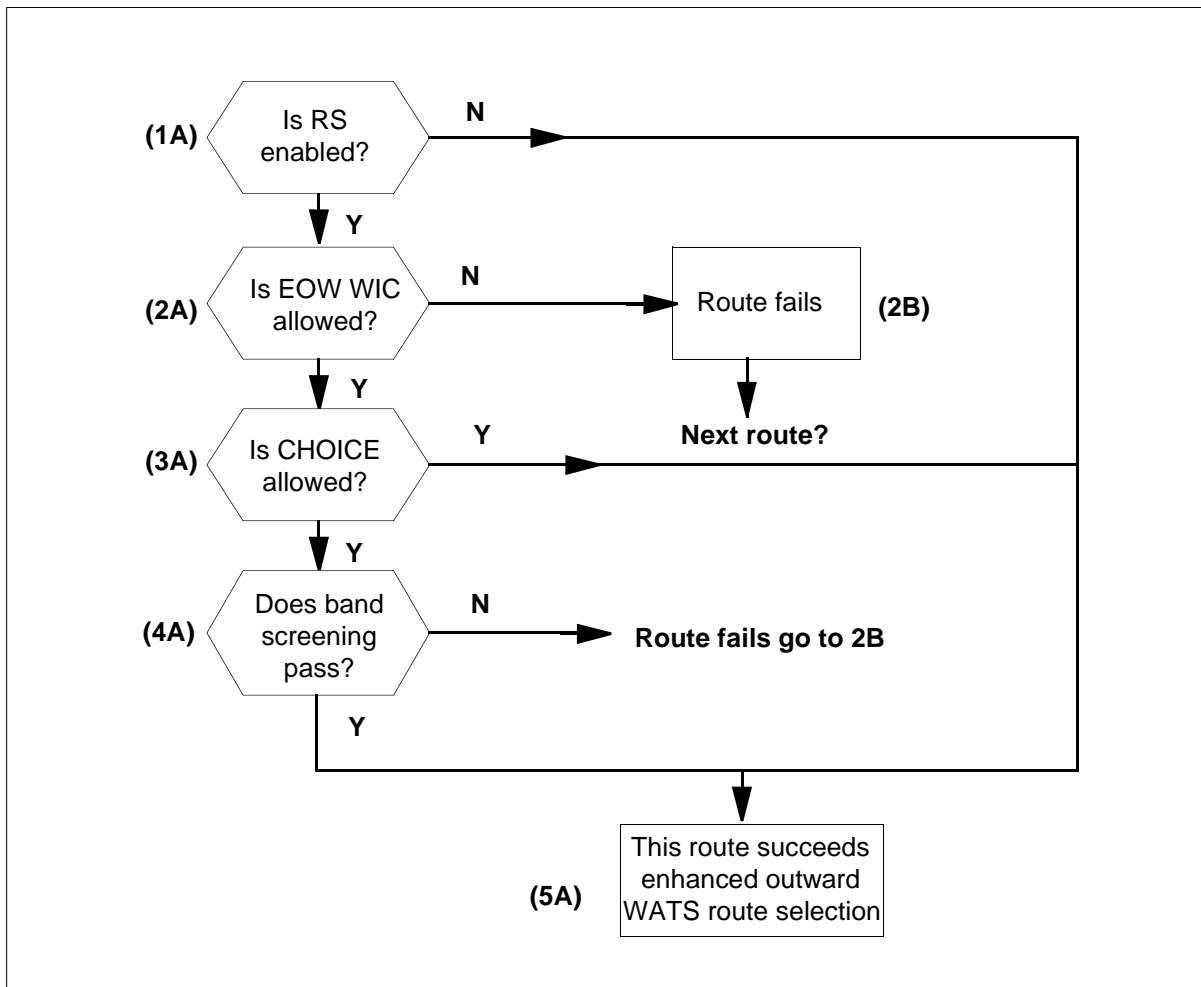 (1A)
Is RS
enabled?
N
Y
(2A)
Is EOW WIC
allowed?
N
Route fails
(2B)
Y
Next route?
(3A)
Is CHOICE
allowed?
Y
Y
(4A)
Does band
screening
pass?
N
Route fails go to 2B
Y
(5A)
This route succeeds
enhanced outward
WATS route selection